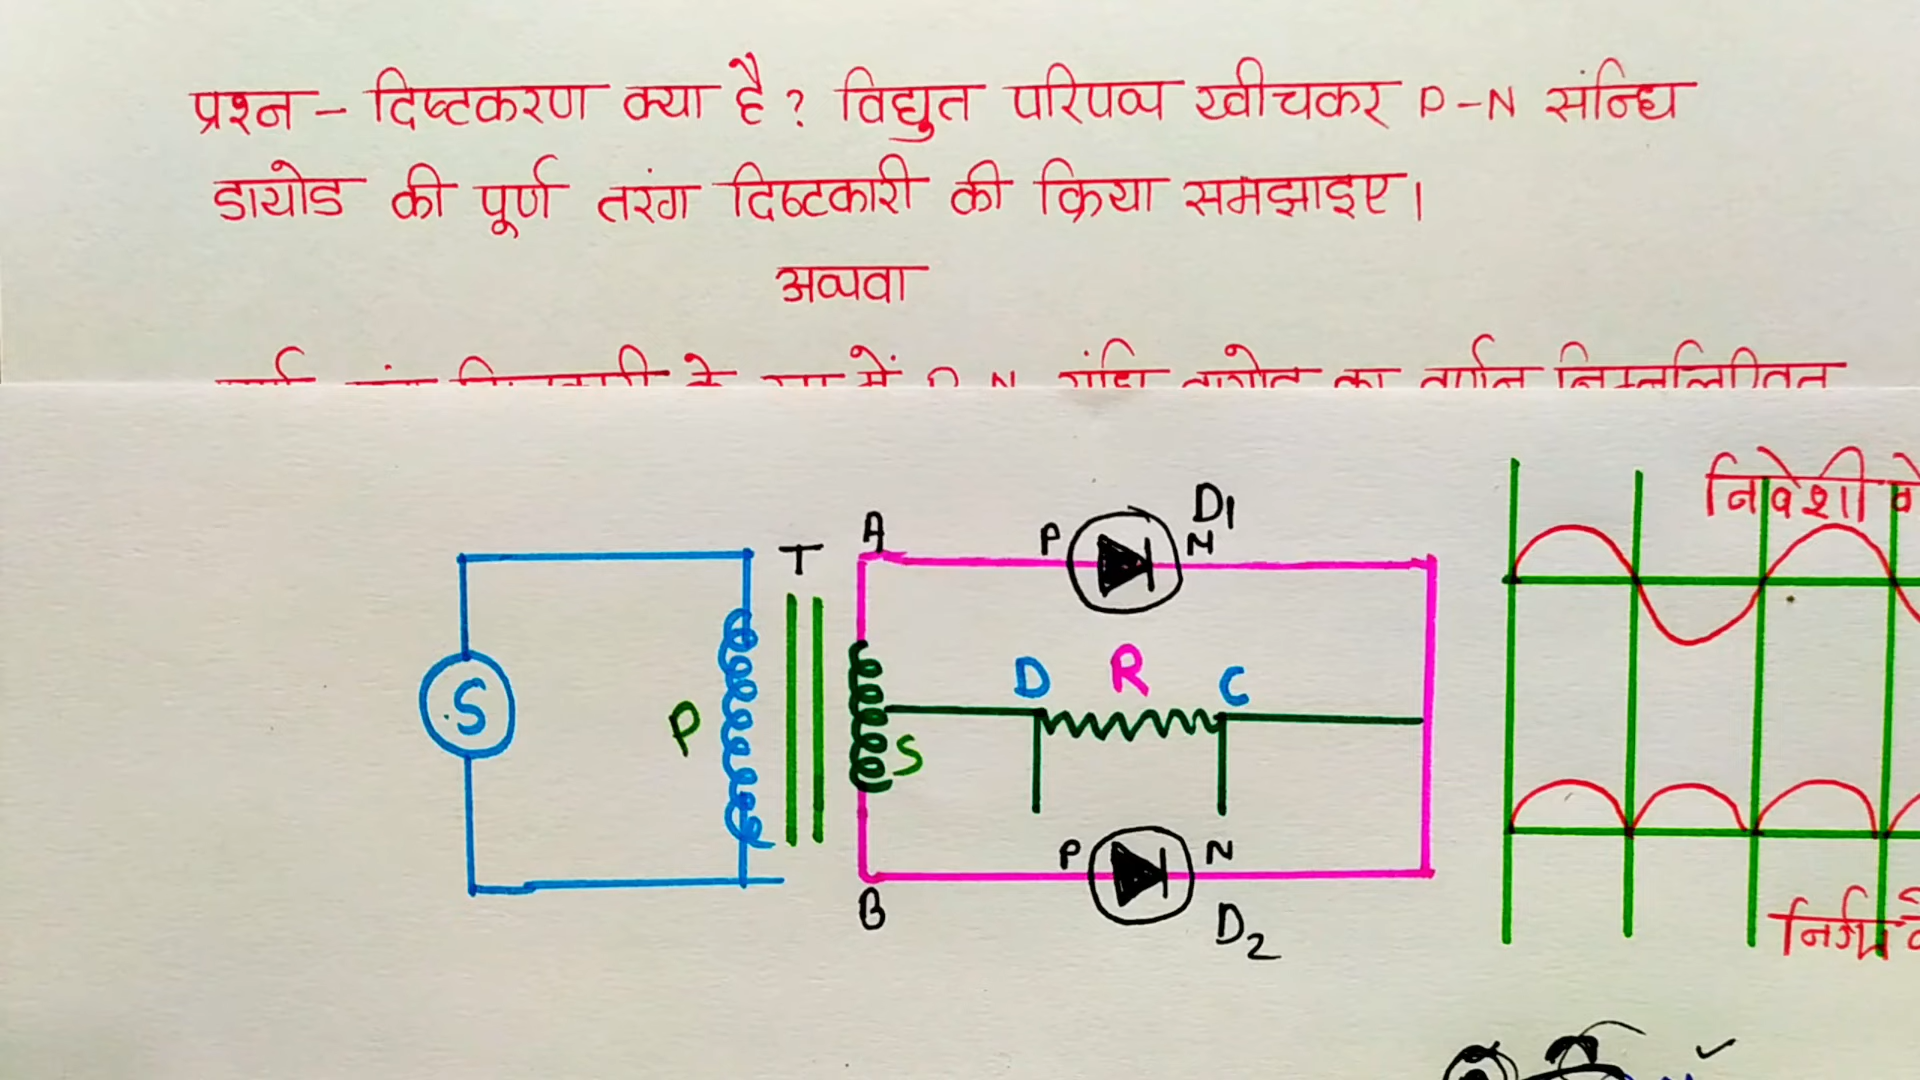 प्रश्न - दिष्टकरण क्या है? विद्युत परिपथ खीचकर P-N संन्धि
डायोड की पूर्ण तरंग दिष्टकारी की क्रिया समझाइए।
अथवा
निवेशी
A
D1
T
P
N
D
R
C
S
P
S
P
N
B
D2